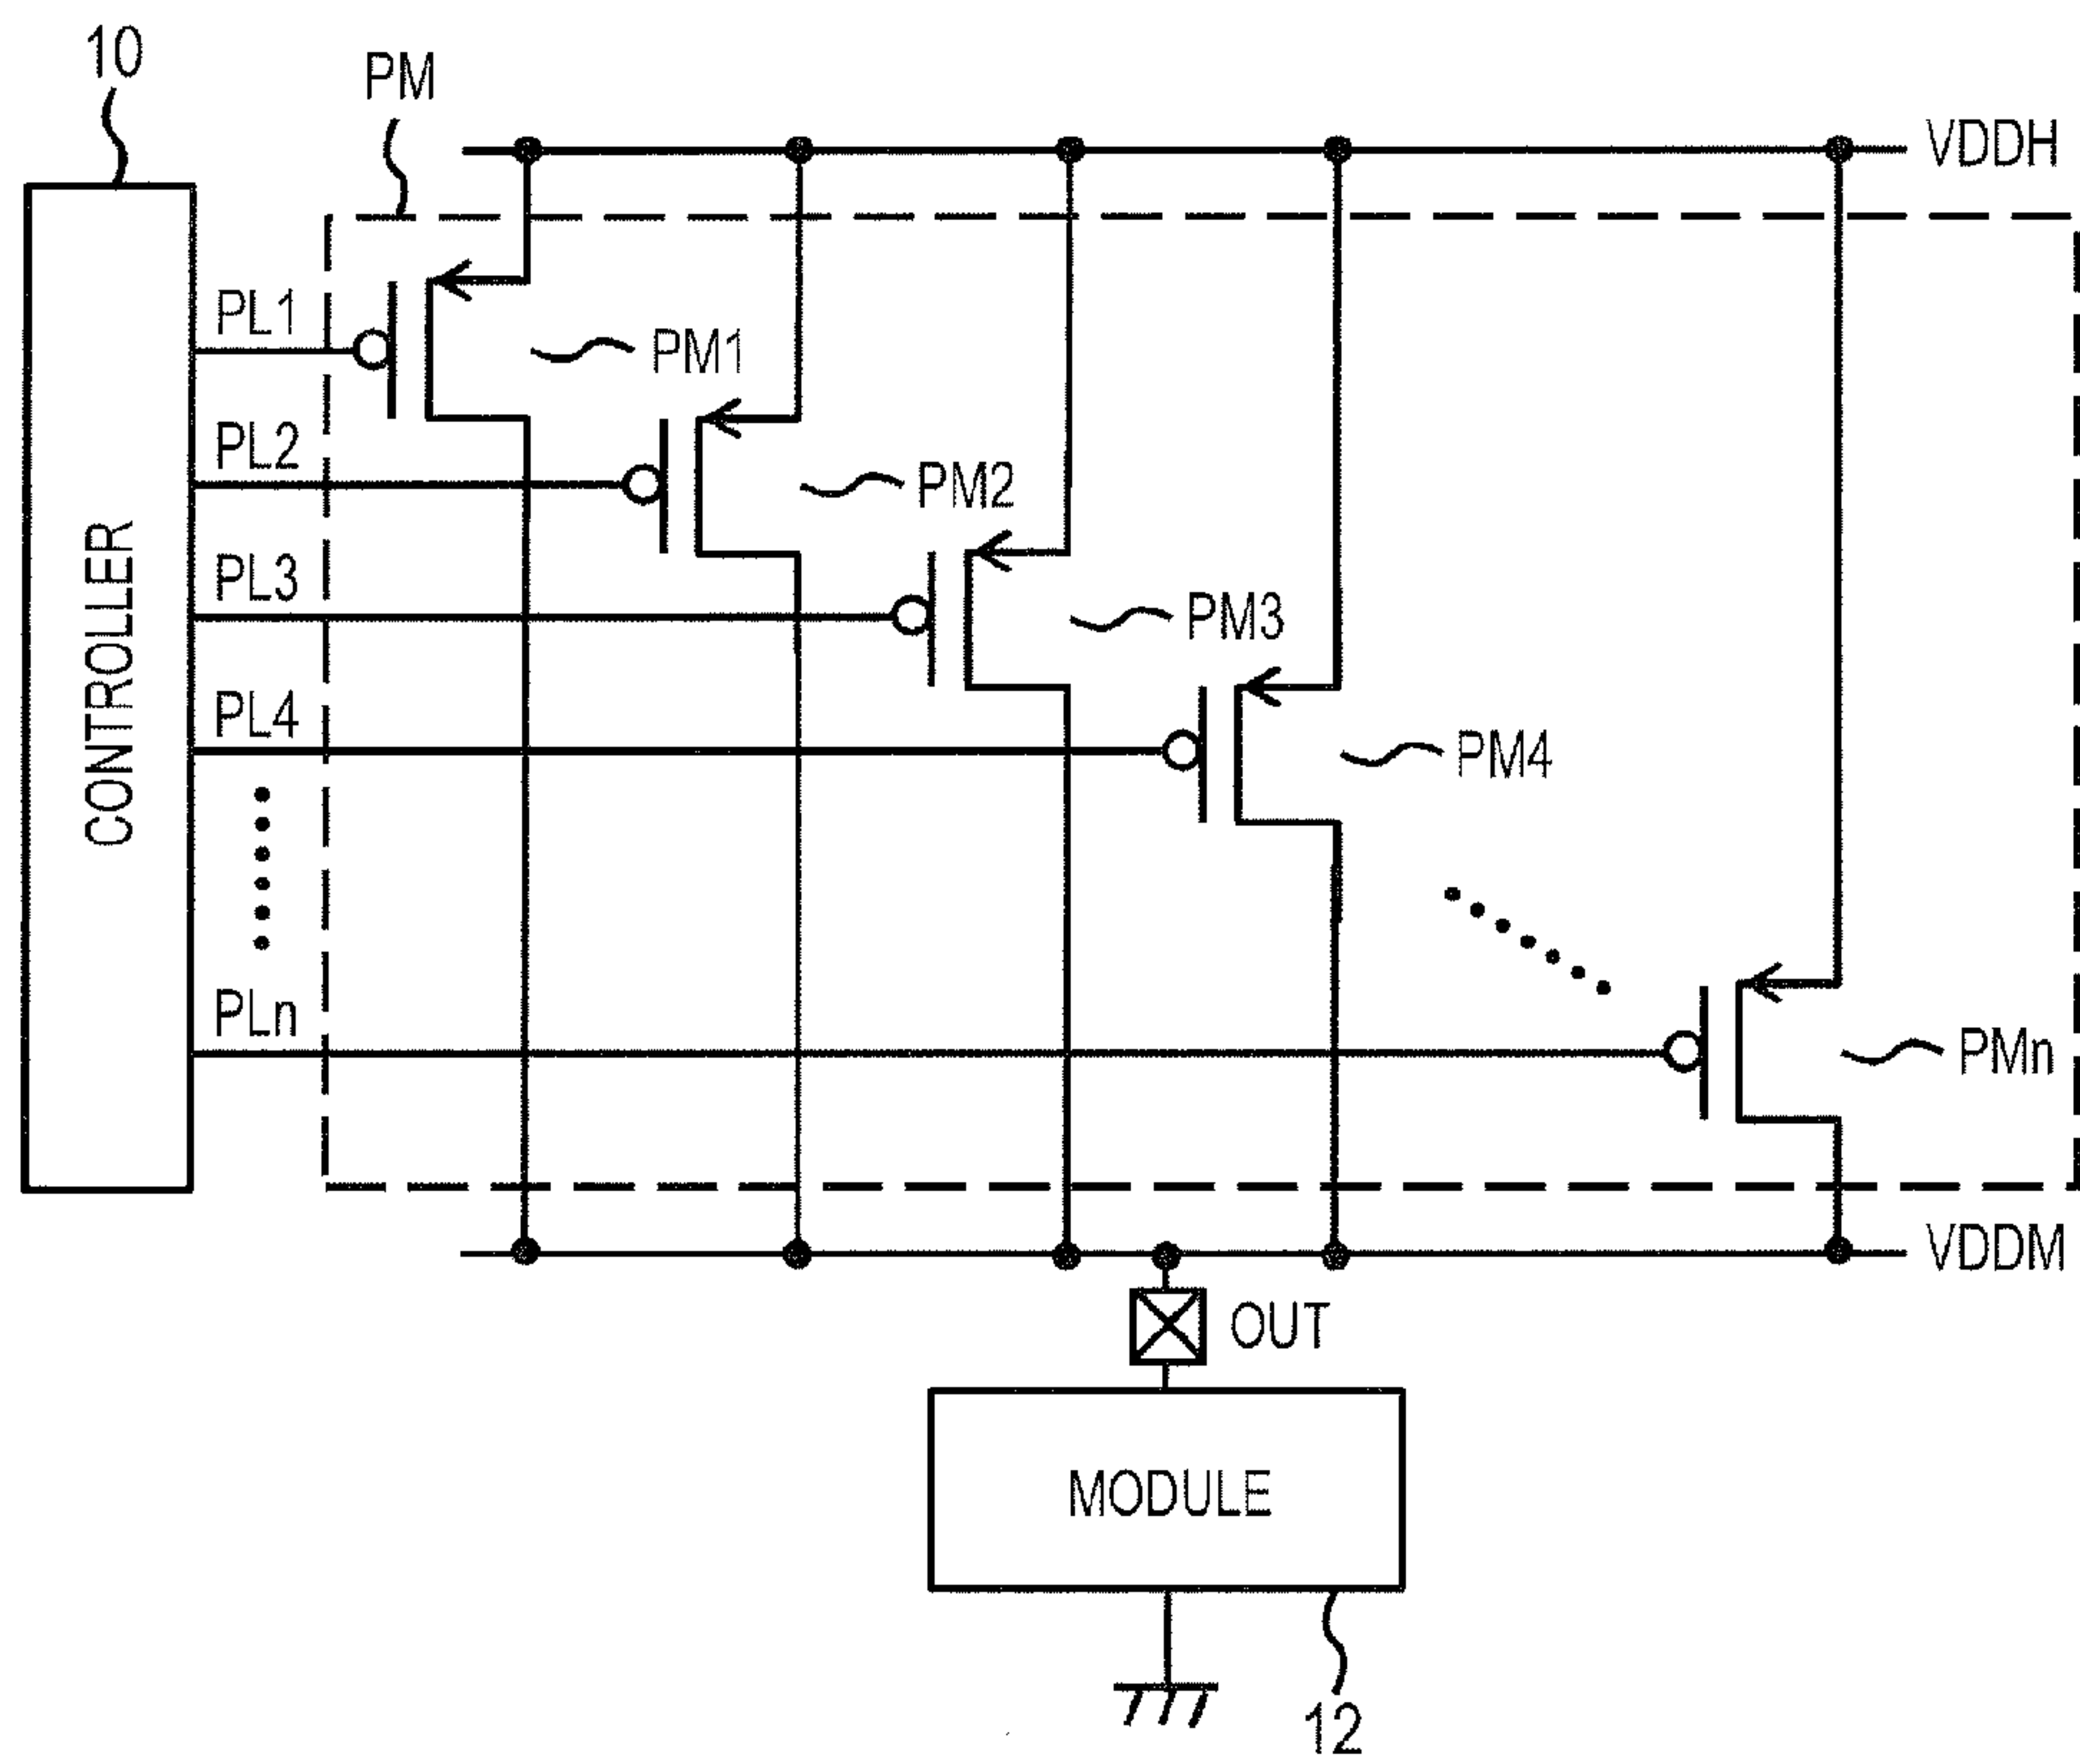 10
PM
VDDH
PL1
PM1
PL2
PM2
PL3
PM3
CONTROLLER
PL4
PM4
PLn
PMn
VDDM
OUT
MODULE
12